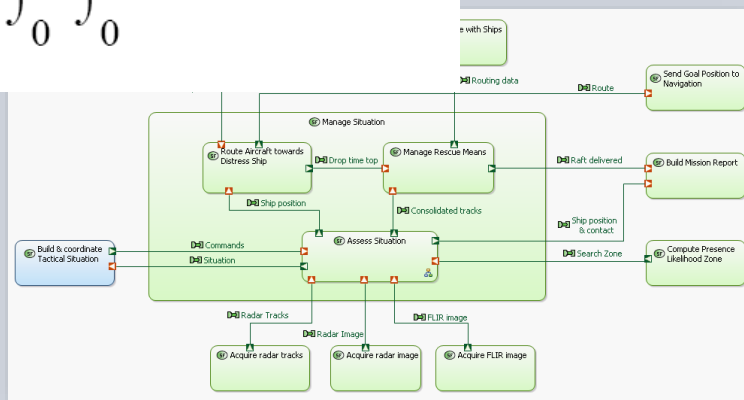 ∫0 ∫0
with Ships
Routing data
Route
Send Goal Position to
Navigation
Manage Situation
Route Aircraft towards
Distress Ship
Drop time top
Manage Rescue Means
Raft delivered
Build Mission Report
Ship position
Consolidated tracks
Ship position
& contact
Build & coordinate
Tactical Situation
Commands
Situation
Assess Situation
Search Zone
Compute Presence
Likelihood Zone
Radar Tracks
Radar Image
FLIR image
Acquire radar tracks
Acquire radar image
Acquire FLIR image